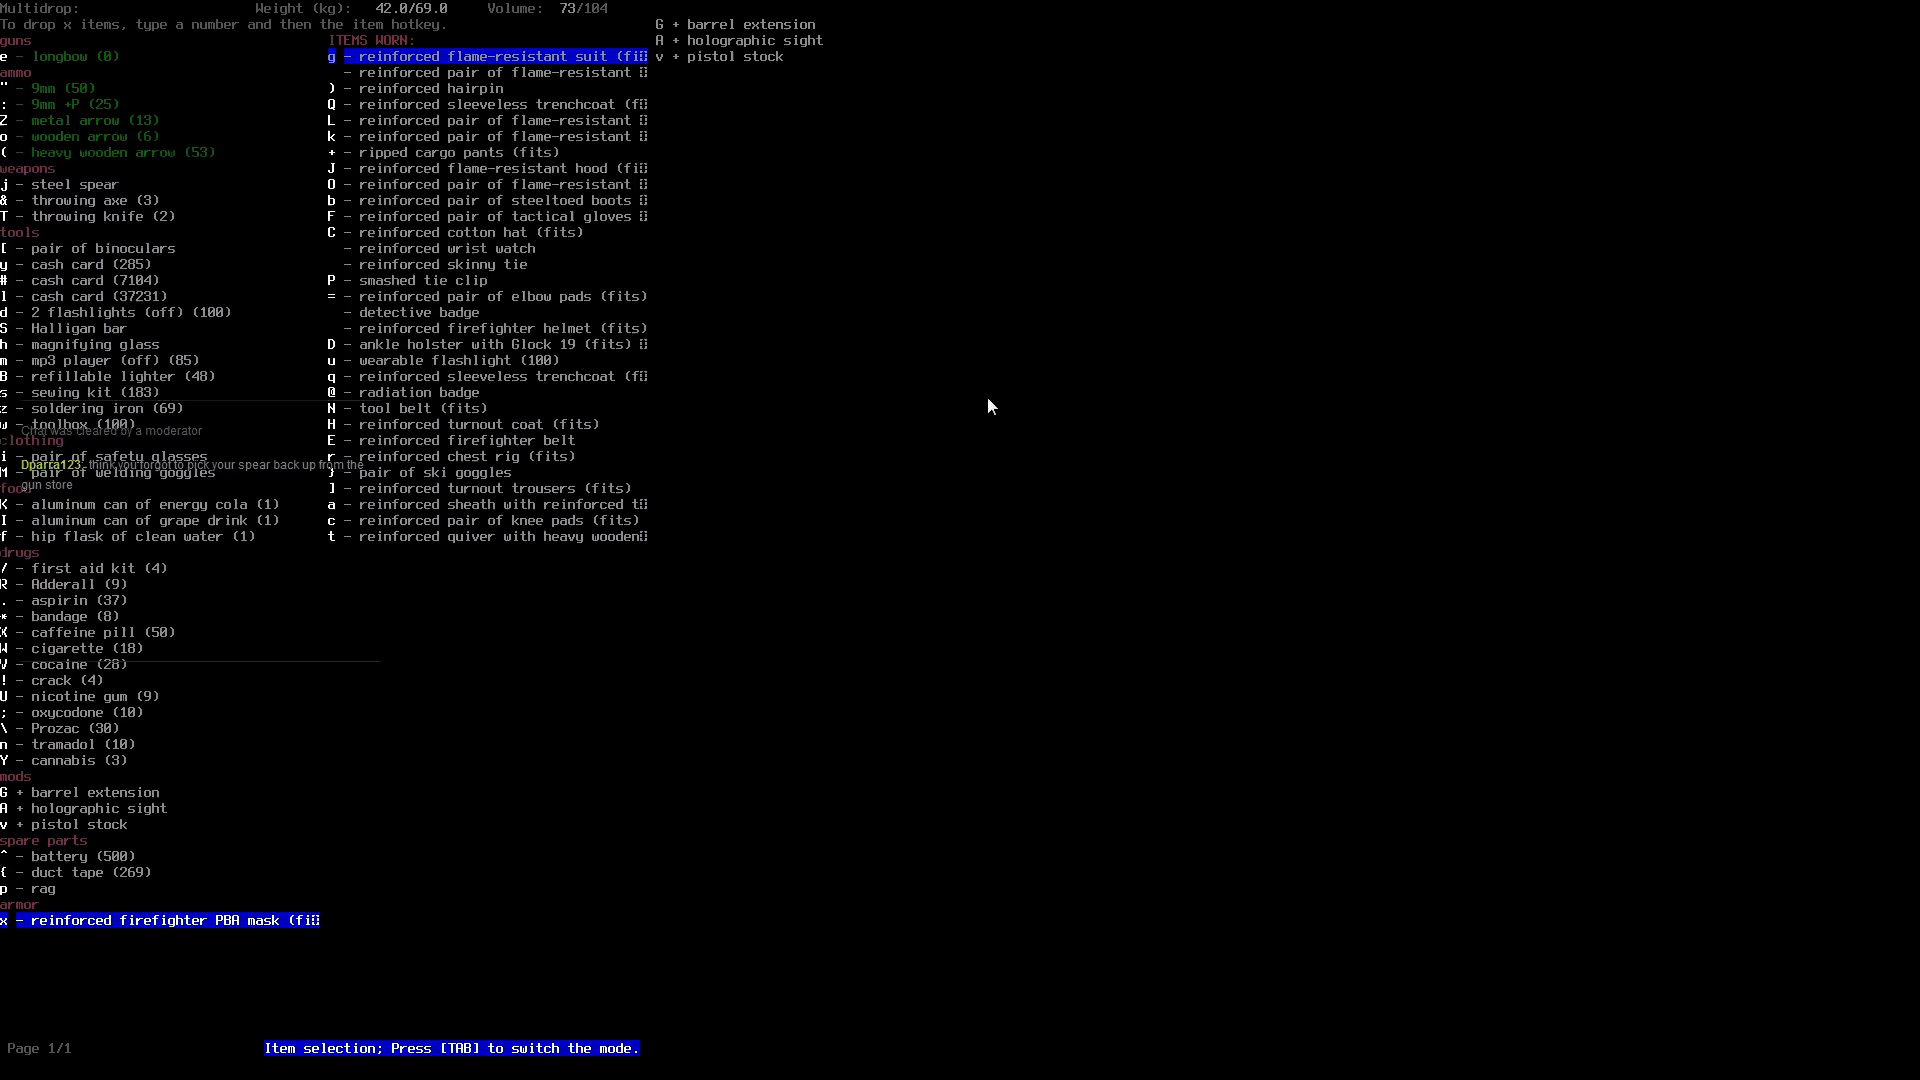 Multidrop: Weight (kg): 42.0/69.0 Volume: 73/104
To drop x items, type a number and then the item hotkey.
guns
e - longbow (0)
ammo
" - 9mm (50)
: - 9mm +P (25)
Z - metal arrow (13)
o - wooden arrow (6)
( - heavy wooden arrow (53)
weapons
j - steel spear
& - throwing axe (3)
T - throwing knife (2)
tools
[ - pair of binoculars
y - cash card (285)
# - cash card (7104)
l - cash card (37231)
d - 2 flashlights (off) (100)
S - Halligan bar
h - magnifying glass
m - mp3 player (off) (85)
B - refillable lighter (48)
s - sewing kit (183)
z - soldering iron (69)
w - toolbox (100)
Chat was cleared by a moderator
clothing
i - pair of safety glasses
Dparra123 think you forgot to pick your spear back up from the
M - pair of welding goggles
gun store
food
K - aluminum can of energy cola (1)
I - aluminum can of grape drink (1)
f - hip flask of clean water (1)
drugs
/ - first aid kit (4)
R - Adderall (9)
. - aspirin (37)
* - bandage (8)
X - caffeine pill (50)
W - cigarette (18)
V - cocaine (28)
! - crack (4)
U - nicotine gum (9)
; - oxycodone (10)
\ - Prozac (30)
n - tramadol (10)
Y - cannabis (3)
mods
G + barrel extension
A + holographic sight
v + pistol stock
spare parts
^ - battery (500)
{ - duct tape (269)
p - rag
armor
x - reinforced firefighter PBA mask (fi
ITEMS WORN:
g - reinforced flame-resistant suit (fi
- reinforced pair of flame-resistant
) - reinforced hairpin
Q - reinforced sleeveless trenchcoat (f
L - reinforced pair of flame-resistant
k - reinforced pair of flame-resistant
+ - ripped cargo pants (fits)
J - reinforced flame-resistant hood (fi
O - reinforced pair of flame-resistant
b - reinforced pair of steeltoed boots
F - reinforced pair of tactical gloves
C - reinforced cotton hat (fits)
- reinforced wrist watch
- reinforced skinny tie
P - smashed tie clip
= - reinforced pair of elbow pads (fits)
- detective badge
- reinforced firefighter helmet (fits)
D - ankle holster with Glock 19 (fits)
u - wearable flashlight (100)
q - reinforced sleeveless trenchcoat (f
@ - radiation badge
N - tool belt (fits)
H - reinforced turnout coat (fits)
E - reinforced firefighter belt
r - reinforced chest rig (fits)
} - pair of ski goggles
] - reinforced turnout trousers (fits)
a - reinforced sheath with reinforced t
c - reinforced pair of knee pads (fits)
t - reinforced quiver with heavy wooden
G + barrel extension
A + holographic sight
v + pistol stock
Page 1/1 Item selection; Press [TAB] to switch the mode.